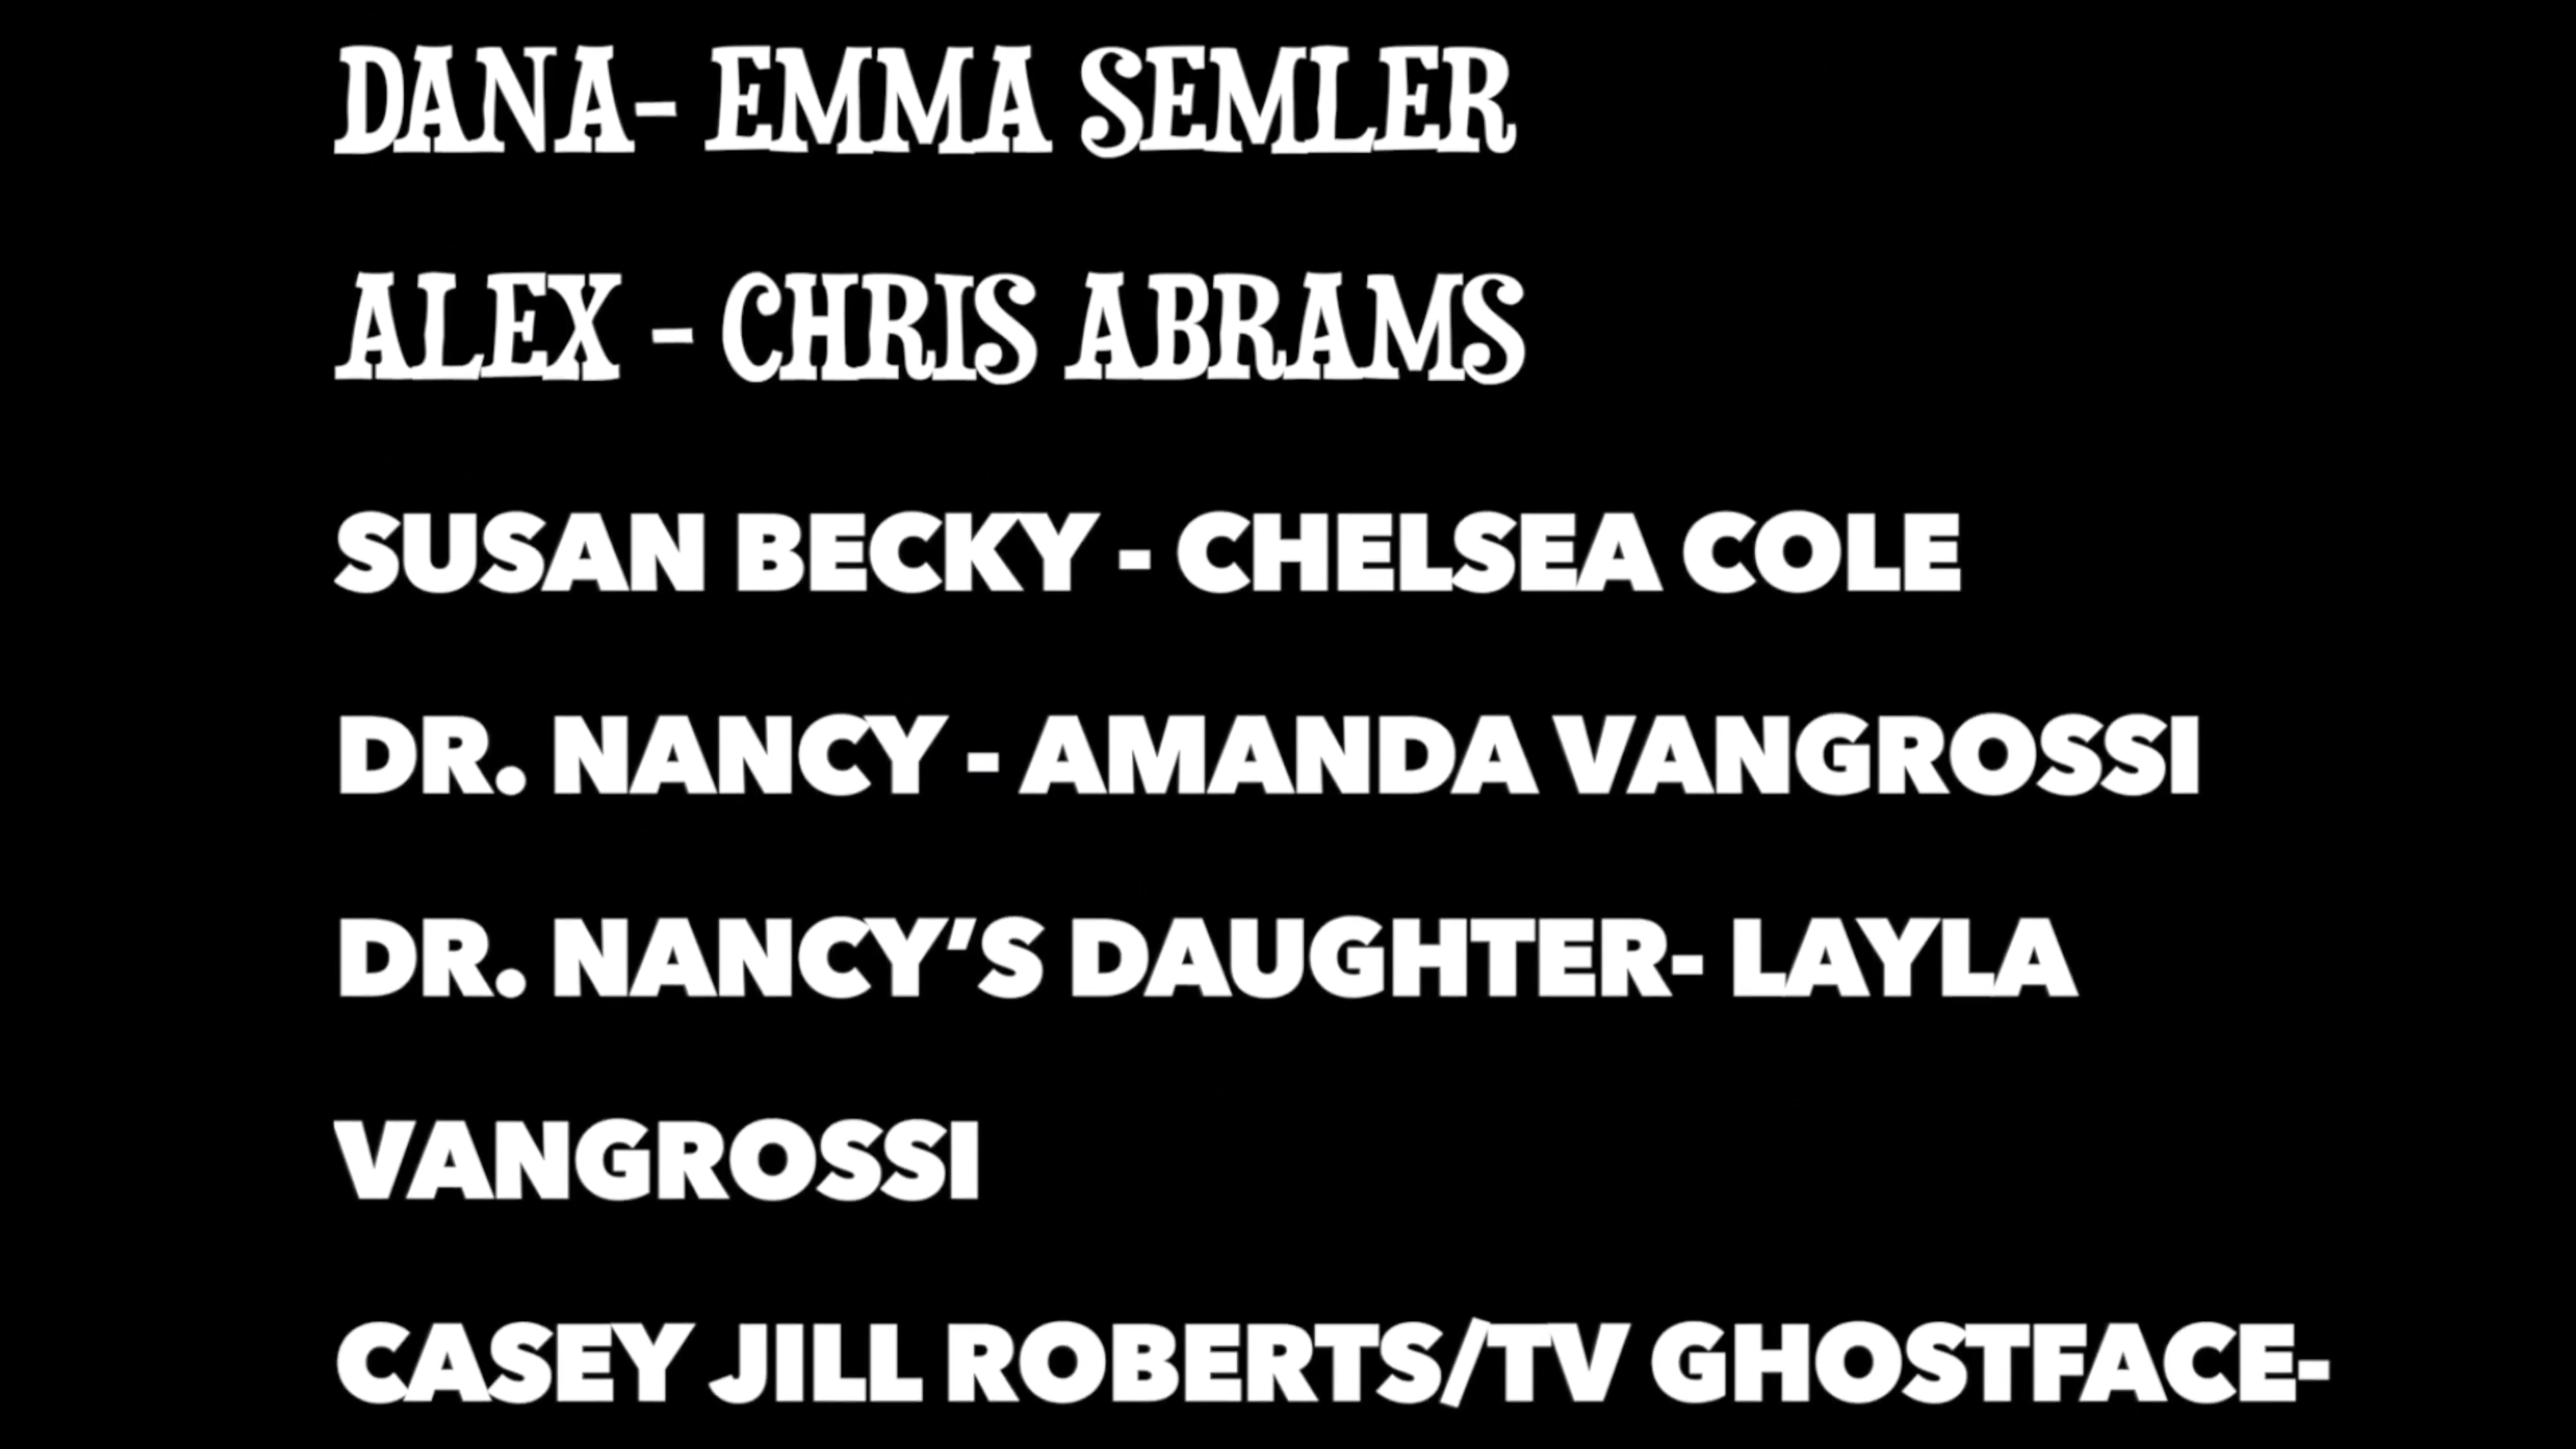 DANA- EMMA SEMLER
ALEX - CHRIS ABRAMS
SUSAN BECKY - CHELSEA COLE
DR. NANCY - AMANDA VANGROSSI
DR. NANCY’S DAUGHTER- LAYLA
VANGROSSI
CASEY JILL ROBERTS/TV GHOSTFACE-